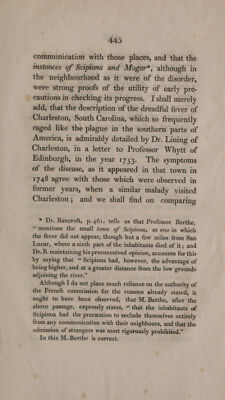 445
communication with those places, and that the
instances of Scipiona and Moger*, although in
the neighbourhood as it were of the disorder,
were strong proofs of the utility of early pre-
cautions in checking its progress. I shall merely
add, that the description of the dreadful fever of
Charleston, South Carolina, which so frequently
raged like the plague in the southern parts of
America, is admirably detailed by Dr. Lining of
Charleston, in a letter to Professor Whytt of
Edinburgh, in the year 1753. The symptoms
of the disease, as it appeared in that town in
1748 agree with those which were observed in
former years, when a similar malady visited
Charleston; and we shall find on comparing
* Dr. Bancroft, p. 461. tells us that Professor Berthe,
"mentions the small town of Scipiona, as one in which
the fever did not appear, though but a few miles from San
Lucar, where a sixth part of the inhabitants died of it; and
Dr. B. maintaining his preconceived opinion, accounts for this
by saying that "Scipiona had, however, the advantage of
being higher, and at a greater distance from the low grounds
adjoining the river."
Although I do not place much reliance on the authority of
the French commission for the reasons already stated, it
ought to have been observed, that M. Berthe, after the
above passage, expressly states, "that the inhabitants of
Scipiona had the precaution to seclude themselves entirely
from any communication with their neighbours, and that the
admission of strangers was most rigorously prohibited."
In this M. Berthe is correct.